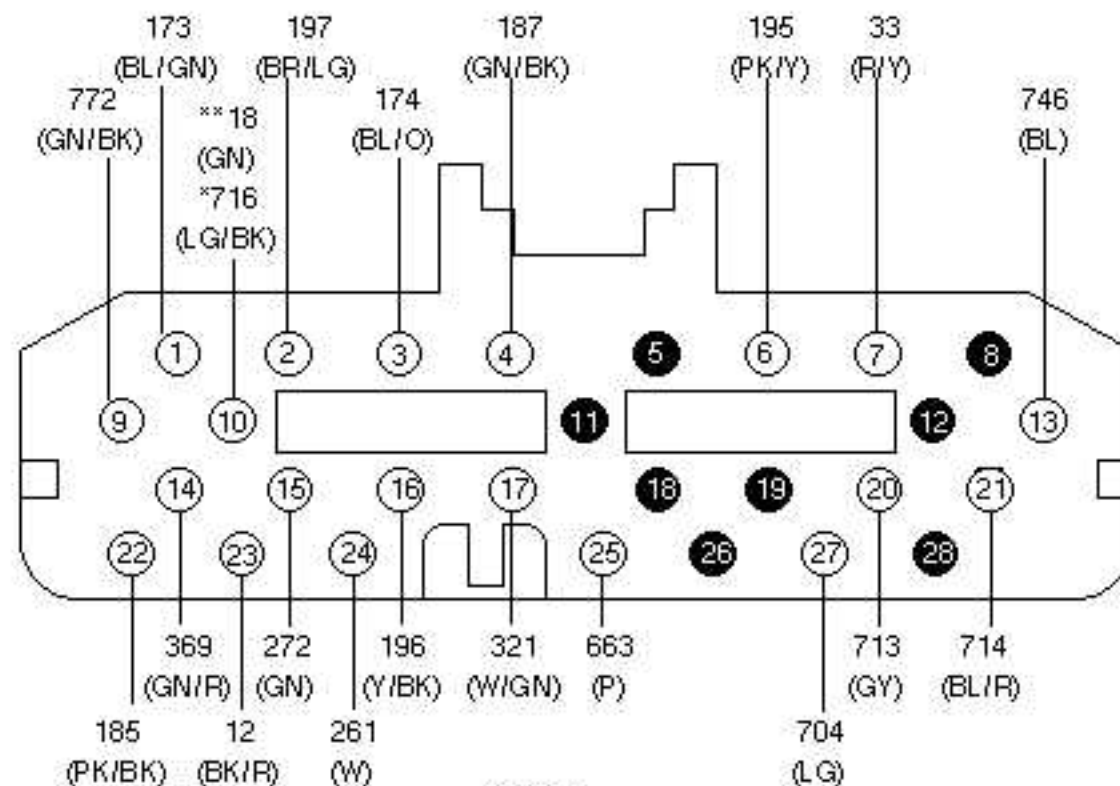 173 197 187 195 33
(BL/GN) (BR/LG) (GN/BK) (PK/Y) (R/Y)
772 **18 174 746
(GN/BK) (GN) (BL/O) (BL)
*716
(LG/BK)
1 2 3 4 5 6 7 8
9 10 11 12 13
14 15 16 17 18 19 20 21
22 23 24 25 26 27 28
369 272 196 321 663 713 714
(GN/R) (GN) (Y/BK) (W/GN) (P) (GY) (BL/R)
185 12 261 704
(PK/BK) (BK/R) (W) (LG)